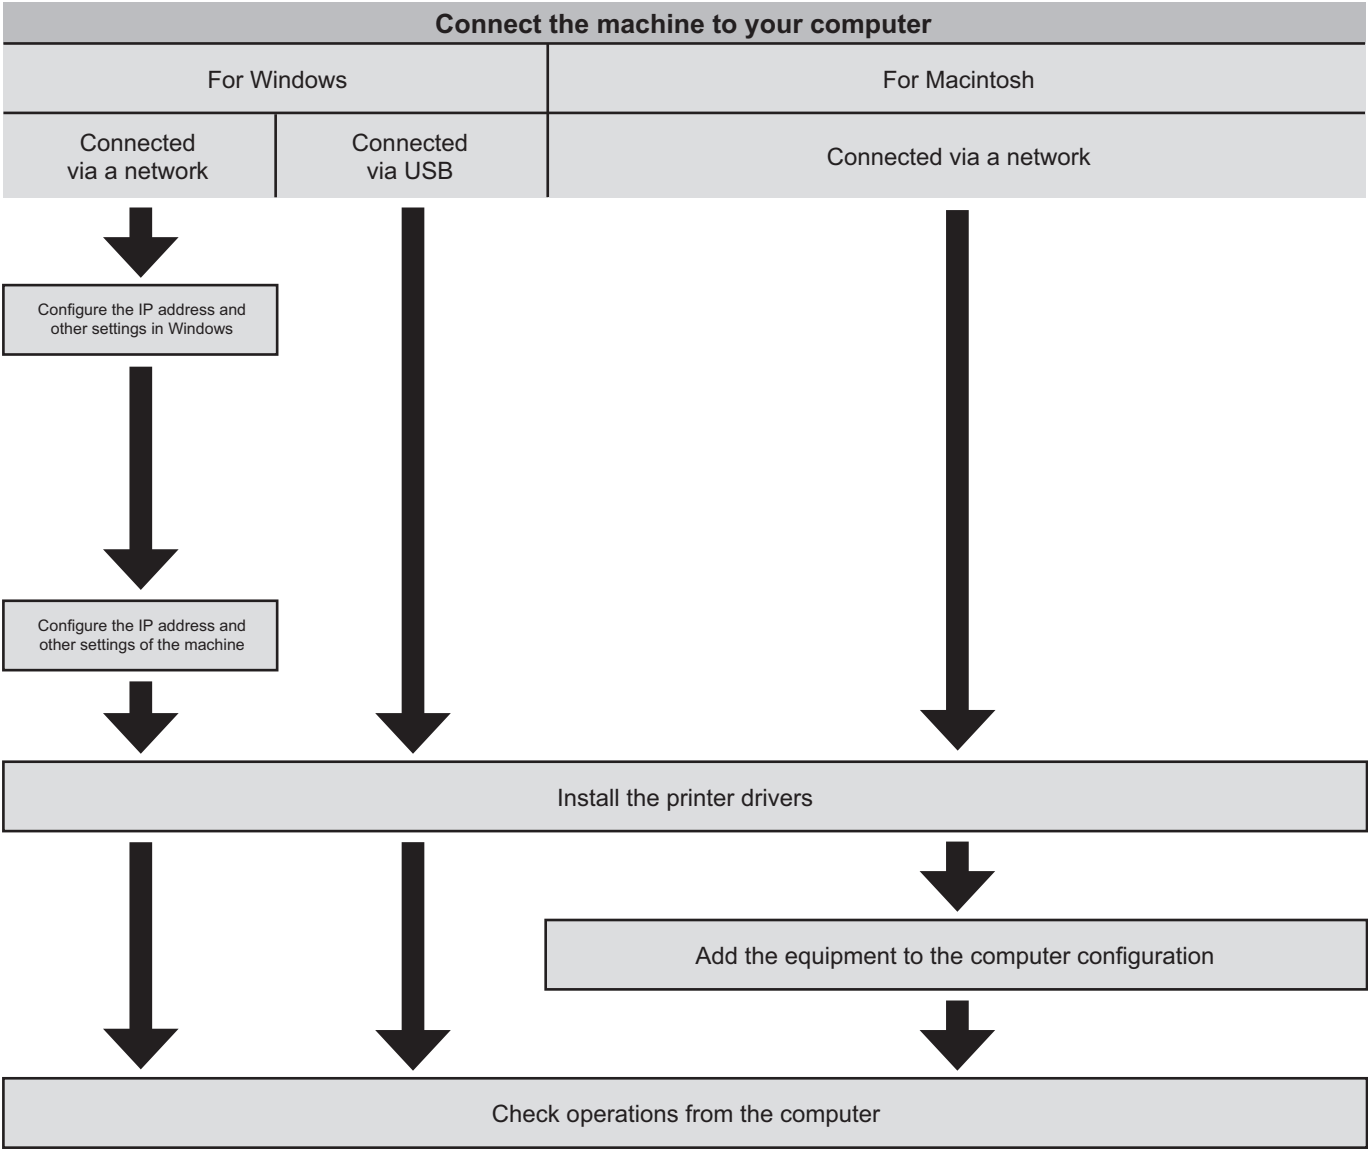 Connect the machine to your computer
For Windows
For Macintosh
Connected
via a network
Connected
via USB
Connected via a network
Configure the IP address and
other settings in Windows
Configure the IP address and
other settings of the machine
Install the printer drivers
Add the equipment to the computer configuration
Check operations from the computer